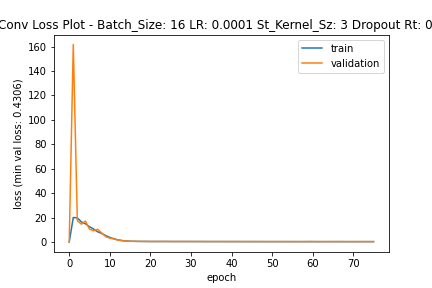 Conv Loss Plot - Batch_Size: 16 LR: 0.0001 St_Kernel_Sz: 3 Dropout Rt: 0
train
validation
160
140
120
100
80
60
40
20
0
loss (min val loss: 0.4306)
0 10 20 30 40 50 60 70
epoch